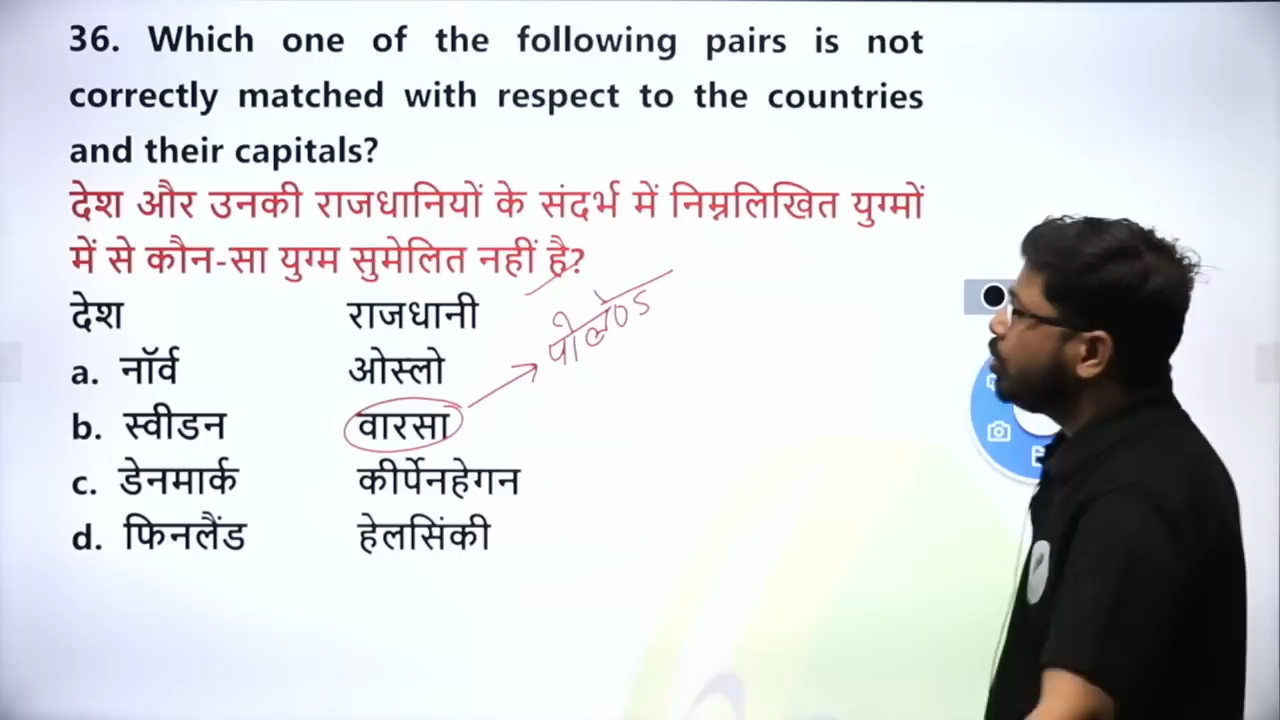 36. Which one of the following pairs is not
correctly matched with respect to the countries
and their capitals?
देश और उनकी राजधानियों के संदर्भ में निम्नलिखित युग्मों
में से कौन-सा युग्म सुमेलित नहीं है?
देश राजधानी
a. नॉर्व ओस्लो
b. स्वीडन वारसा
पोलैण्ड
c. डेनमार्क कीर्पेनहेगन
d. फिनलैंड हेलसिंकी